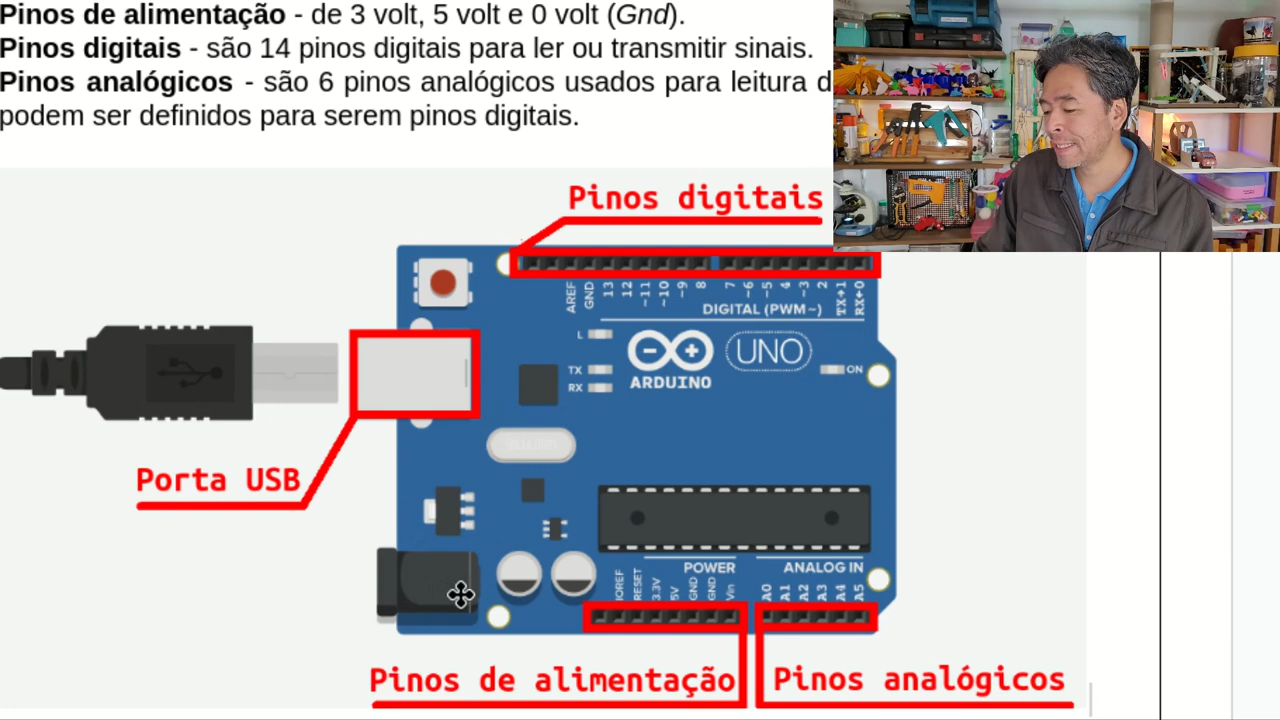 Pinos de alimentação - de 3 volt, 5 volt e 0 volt (Gnd).
Pinos digitais - são 14 pinos digitais para ler ou transmitir sinais.
Pinos analógicos - são 6 pinos analógicos usados para leitura
podem ser definidos para serem pinos digitais.
Pinos digitais
AREF GND 13 12 ~11 ~10 ~9 8 7 ~6 ~5 4 ~3 2 TX→1 RX←0
DIGITAL (PWM~)
L
UNO
TX
RX
ARDUINO
ON
Porta USB
POWER
ANALOG IN
IOREF RESET 3.3V 5V GND GND Vin A0 A1 A2 A3 A4 A5
Pinos de alimentação
Pinos analógicos